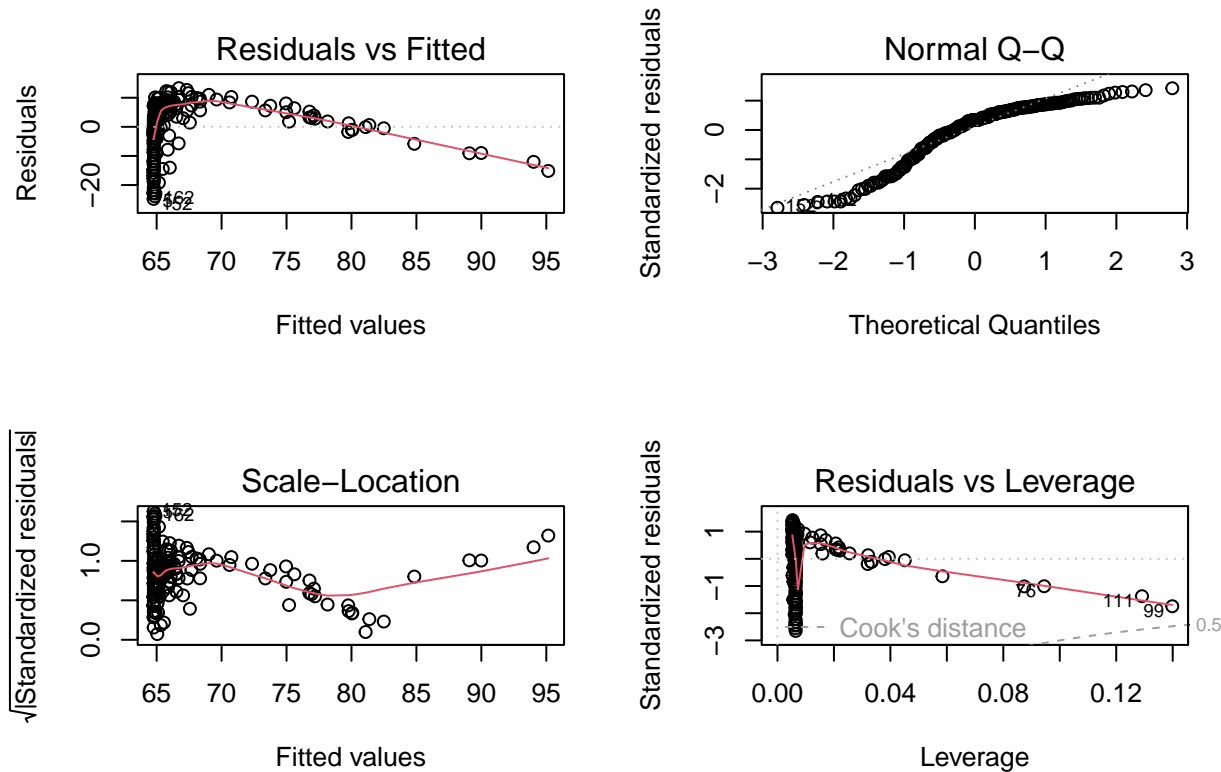 Residuals vs Fitted
Residuals
0
−20
65 70 75 80 85 90 95
Fitted values
Normal Q−Q
Standardized residuals
0
−2
−3 −2 −1 0 1 2 3
Theoretical Quantiles
Scale−Location
√|Standardized residuals|
1.0
0.0
65 70 75 80 85 90 95
Fitted values
Residuals vs Leverage
Standardized residuals
1
−1
−3
76
111
99
Cook's distance
0.5
0.00 0.04 0.08 0.12
Leverage